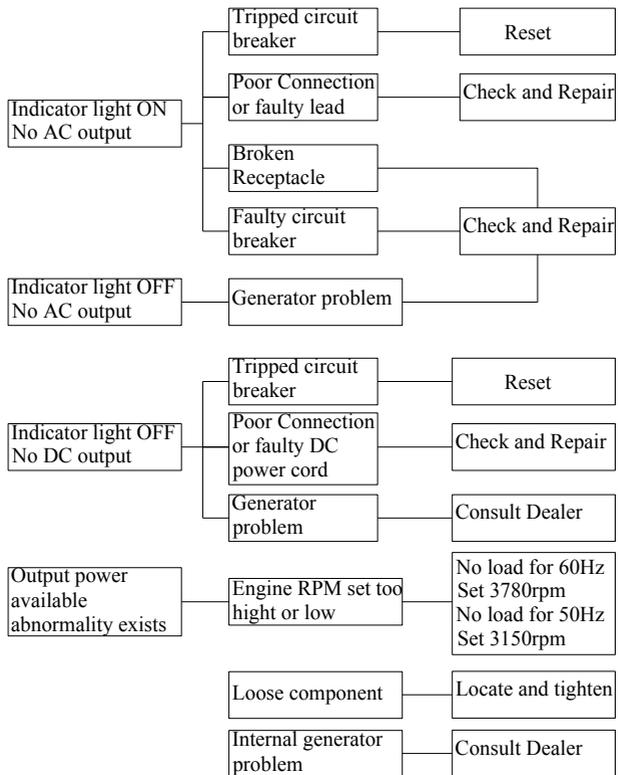 Indicator light ON
No AC output
Tripped circuit
breaker
Reset
Poor Connection
or faulty lead
Check and Repair
Broken
Receptacle
Faulty circuit
breaker
Check and Repair
Indicator light OFF
No AC output
Generator problem
Indicator light OFF
No DC output
Tripped circuit
breaker
Reset
Poor Connection
or faulty DC
power cord
Check and Repair
Generator
problem
Consult Dealer
Output power
available
abnormality exists
Engine RPM set too
hight or low
No load for 60Hz
Set 3780rpm
No load for 50Hz
Set 3150rpm
Loose component
Locate and tighten
Internal generator
problem
Consult Dealer